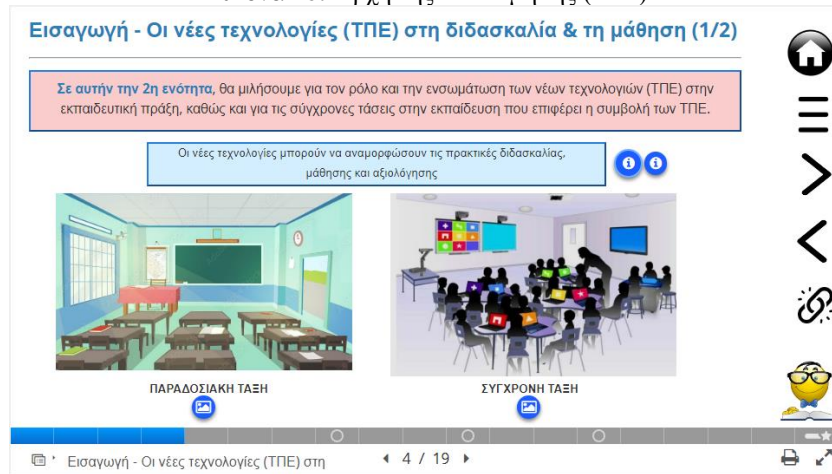 Εισαγωγή - Οι νέες τεχνολογίες (ΤΠΕ) στη διδασκαλία & τη μάθηση (1/2)
Σε αυτήν την 2η ενότητα, θα μιλήσουμε για τον ρόλο και την ενσωμάτωση των νέων τεχνολογιών (ΤΠΕ) στην
εκπαιδευτική πράξη, καθώς και για τις σύγχρονες τάσεις στην εκπαίδευση που επιφέρει η συμβολή των ΤΠΕ.
Οι νέες τεχνολογίες μπορούν να αναμορφώσουν τις πρακτικές διδασκαλίας,
μάθησης και αξιολόγησης
ΠΑΡΑΔΟΣΙΑΚΗ ΤΑΞΗ
ΣΥΓΧΡΟΝΗ ΤΑΞΗ
Εισαγωγή - Οι νέες τεχνολογίες (ΤΠΕ) στη
4 / 19